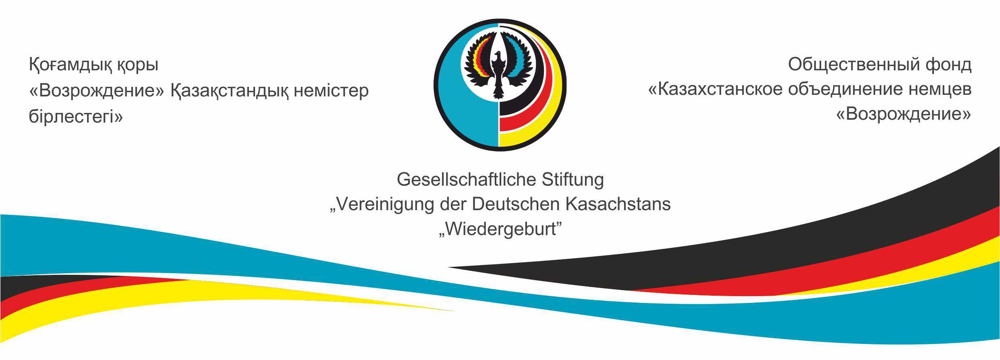 Қоғамдық қоры
«Возрождение» Қазақстандық немістер
бірлестегі»
Общественный фонд
«Казахстанское объединение немцев
«Возрождение»
Gesellschaftliche Stiftung
„Vereinigung der Deutschen Kasachstans
„Wiedergeburt”